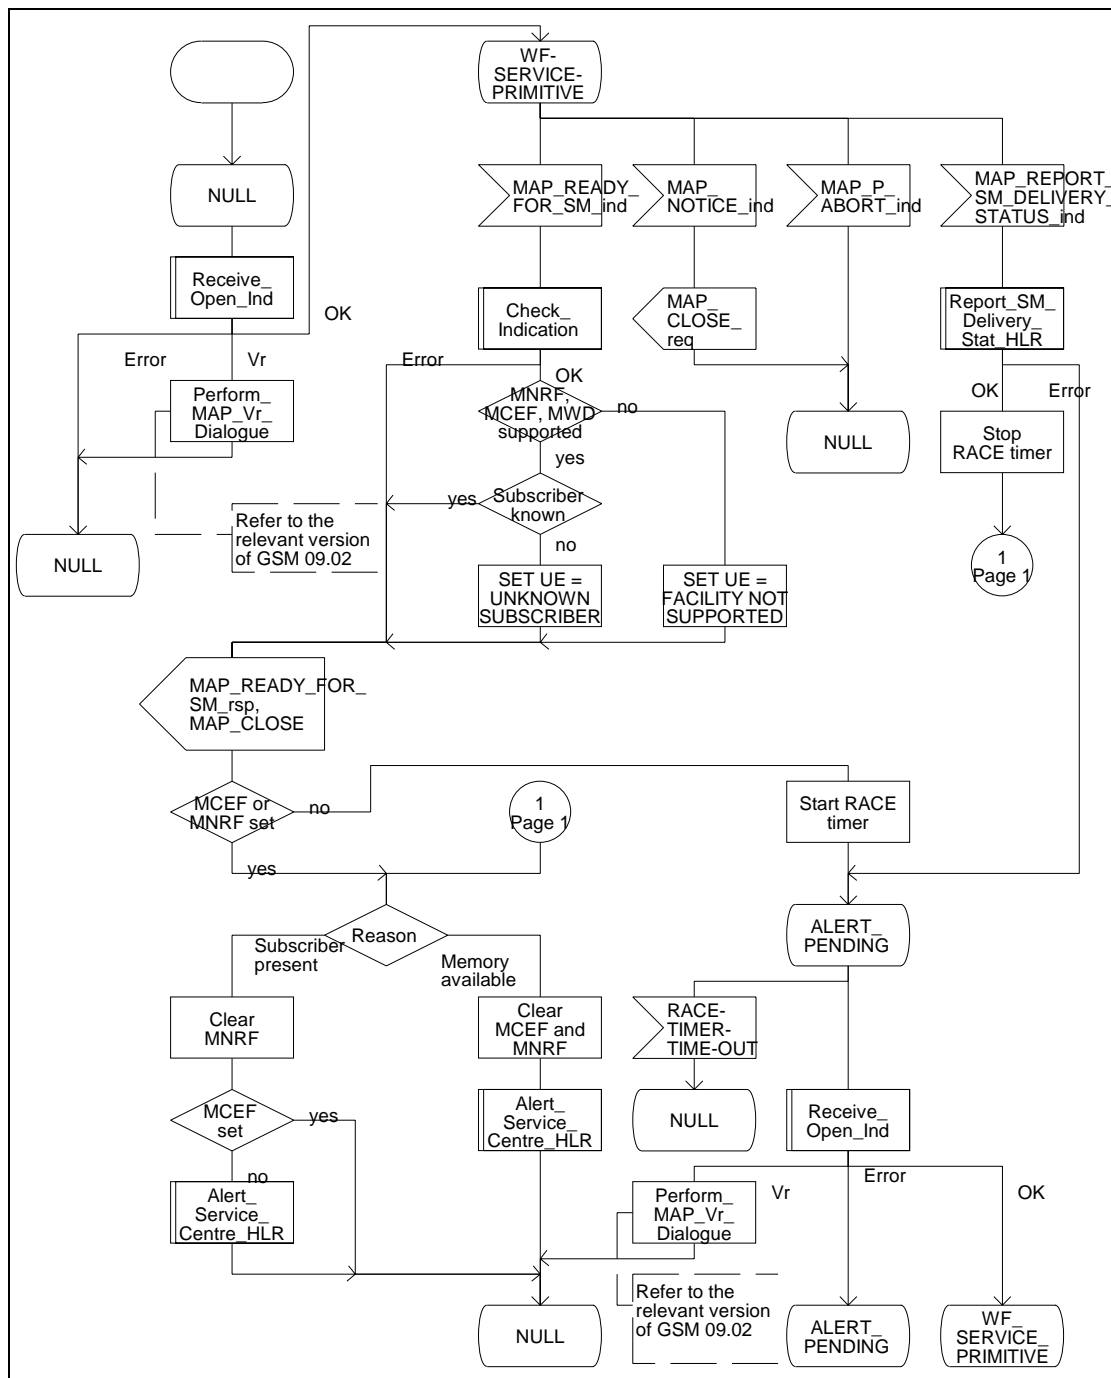 WF-
SERVICE-
PRIMITIVE
NULL
MAP_READY_
FOR_SM_ind
MAP_
NOTICE_ind
MAP_P_
ABORT_ind
MAP_REPORT_
SM_DELIVERY_
STATUS_ind
Receive_
Open_Ind
OK
Error
Vr
Check_
Indication
MAP_
CLOSE_
req
Report_SM_
Delivery_
Stat_HLR
Error
OK
OK
Error
Perform_
MAP_Vr_
Dialogue
MNRF,
MCEF, MWD
supported
no
yes
NULL
Stop
RACE timer
Subscriber
known
yes
no
Refer to the
relevant version
of GSM 09.02
NULL
SET UE =
UNKNOWN
SUBSCRIBER
SET UE =
FACILITY NOT
SUPPORTED
1
Page 1
MAP_READY_FOR_
SM_rsp,
MAP_CLOSE
MCEF or
MNRF set
no
yes
1
Page 1
Start RACE
timer
Reason
Subscriber
present
Memory
available
ALERT_
PENDING
Clear
MNRF
Clear
MCEF and
MNRF
RACE-
TIMER-
TIME-OUT
MCEF
set
yes
no
Alert_
Service_
Centre_HLR
NULL
Receive_
Open_Ind
Vr
Error
OK
Alert_
Service_
Centre_HLR
Perform_
MAP_Vr_
Dialogue
Refer to the
relevant version
of GSM 09.02
NULL
ALERT_
PENDING
WF_
SERVICE_
PRIMITIVE